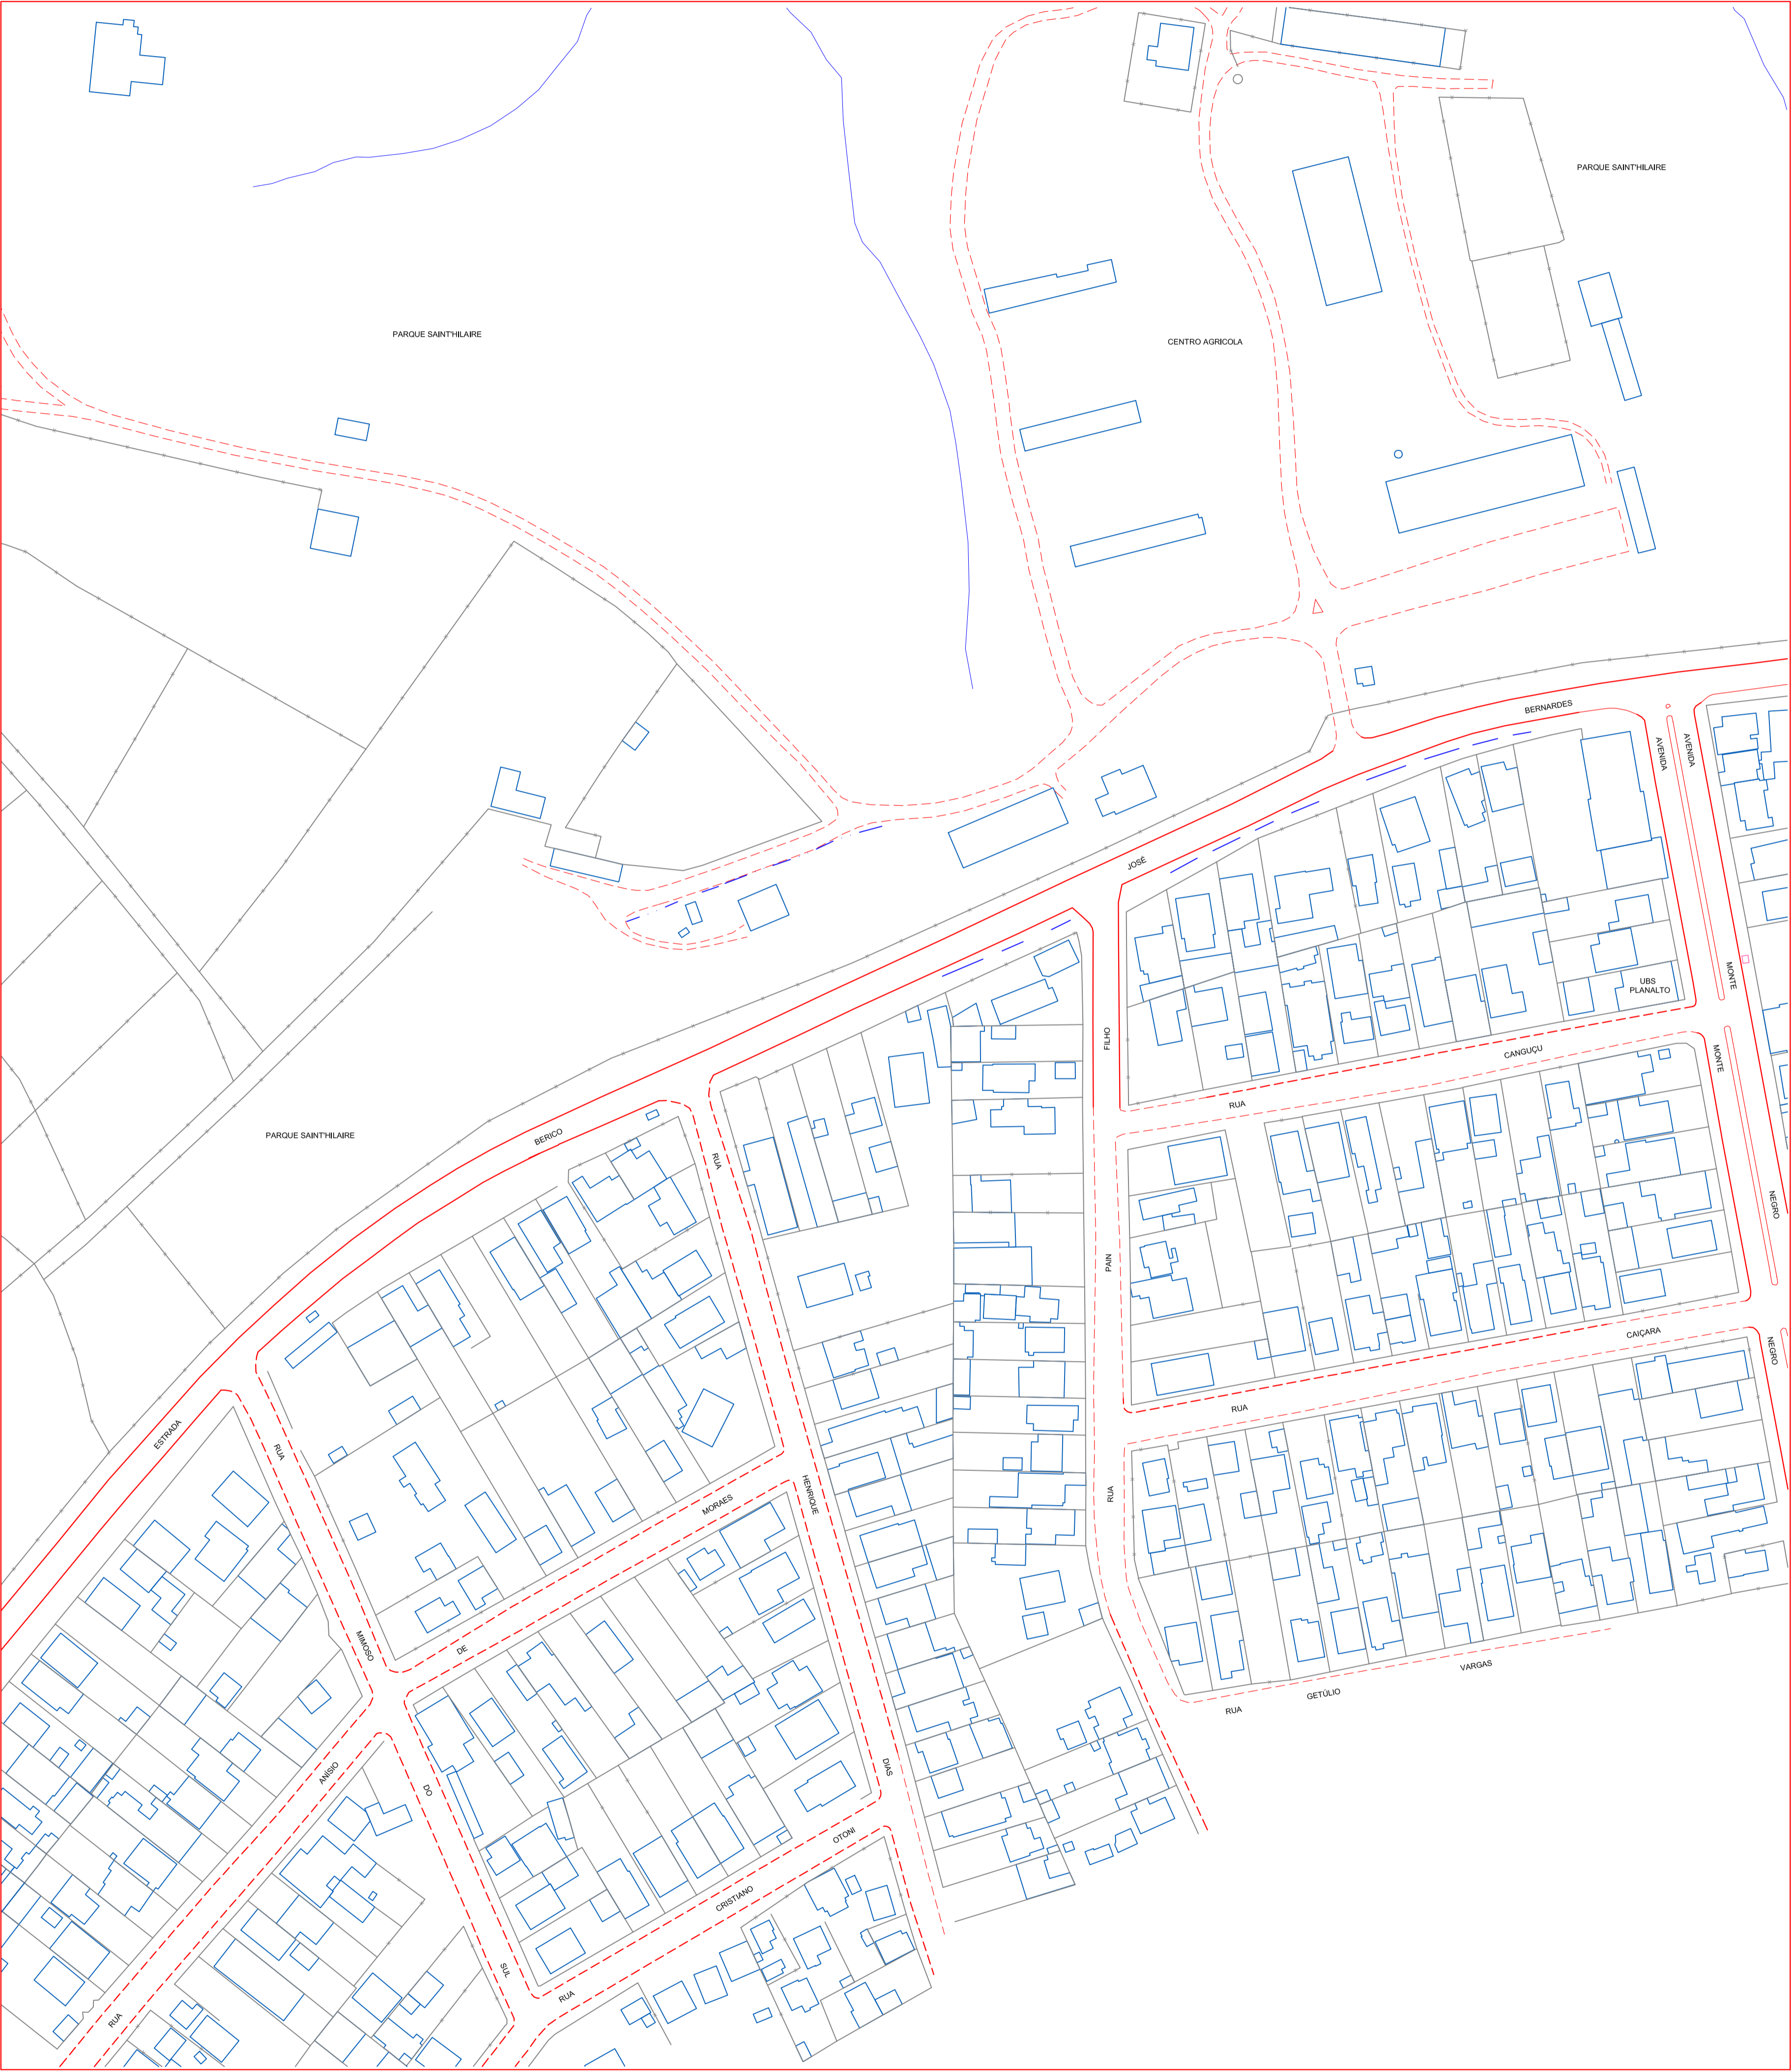 PARQUE SAINT'HILAIRE
PARQUE SAINT'HILAIRE
CENTRO AGRICOLA
BERNARDES
AVENIDA
AVENIDA
JOSÉ
MONTE
UBS
PLANALTO
FILHO
CANGUÇU
MONTE
RUA
PARQUE SAINT'HILAIRE
BERICO
RUA
NEGRO
PAIN
CAIÇARA
NEGRO
RUA
ESTRADA
RUA
HENRIQUE
RUA
MORAES
MIMOSO
DE
VARGAS
GETÚLIO
RUA
ANÍSIO
DIAS
DO
OTONI
CRISTIANO
SUL
RUA
RUA